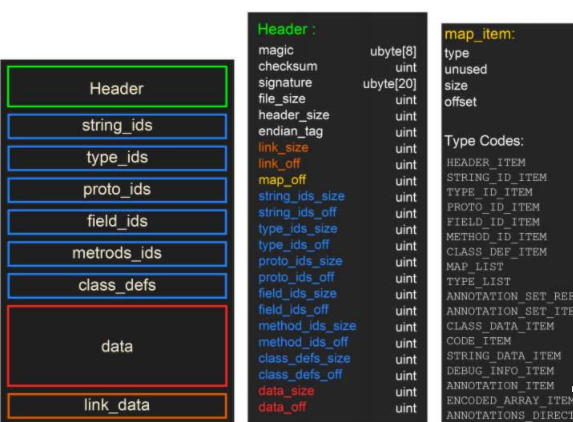 Header
string_ids
type_ids
proto_ids
field_ids
metrods_ids
class_defs
data
link_data
Header :
magic ubyte[8]
checksum uint
signature ubyte[20]
file_size uint
header_size uint
endian_tag uint
link_size uint
link_off uint
map_off uint
string_ids_size uint
string_ids_off uint
type_ids_size uint
type_ids_off uint
proto_ids_size uint
proto_ids_off uint
field_ids_size uint
field_ids_off uint
method_ids_size uint
method_ids_off uint
class_defs_size uint
class_defs_off uint
data_size uint
data_off uint
map_item:
type
unused
size
offset
Type Codes:
HEADER_ITEM
STRING_ID_ITEM
TYPE_ID_ITEM
PROTO_ID_ITEM
FIELD_ID_ITEM
METHOD_ID_ITEM
CLASS_DEF_ITEM
MAP_LIST
TYPE_LIST
ANNOTATION_SET_REF
ANNOTATION_SET_ITE
CLASS_DATA_ITEM
CODE_ITEM
STRING_DATA_ITEM
DEBUG_INFO_ITEM
ANNOTATION_ITEM
ENCODED_ARRAY_ITEM
ANNOTATIONS_DIRECT